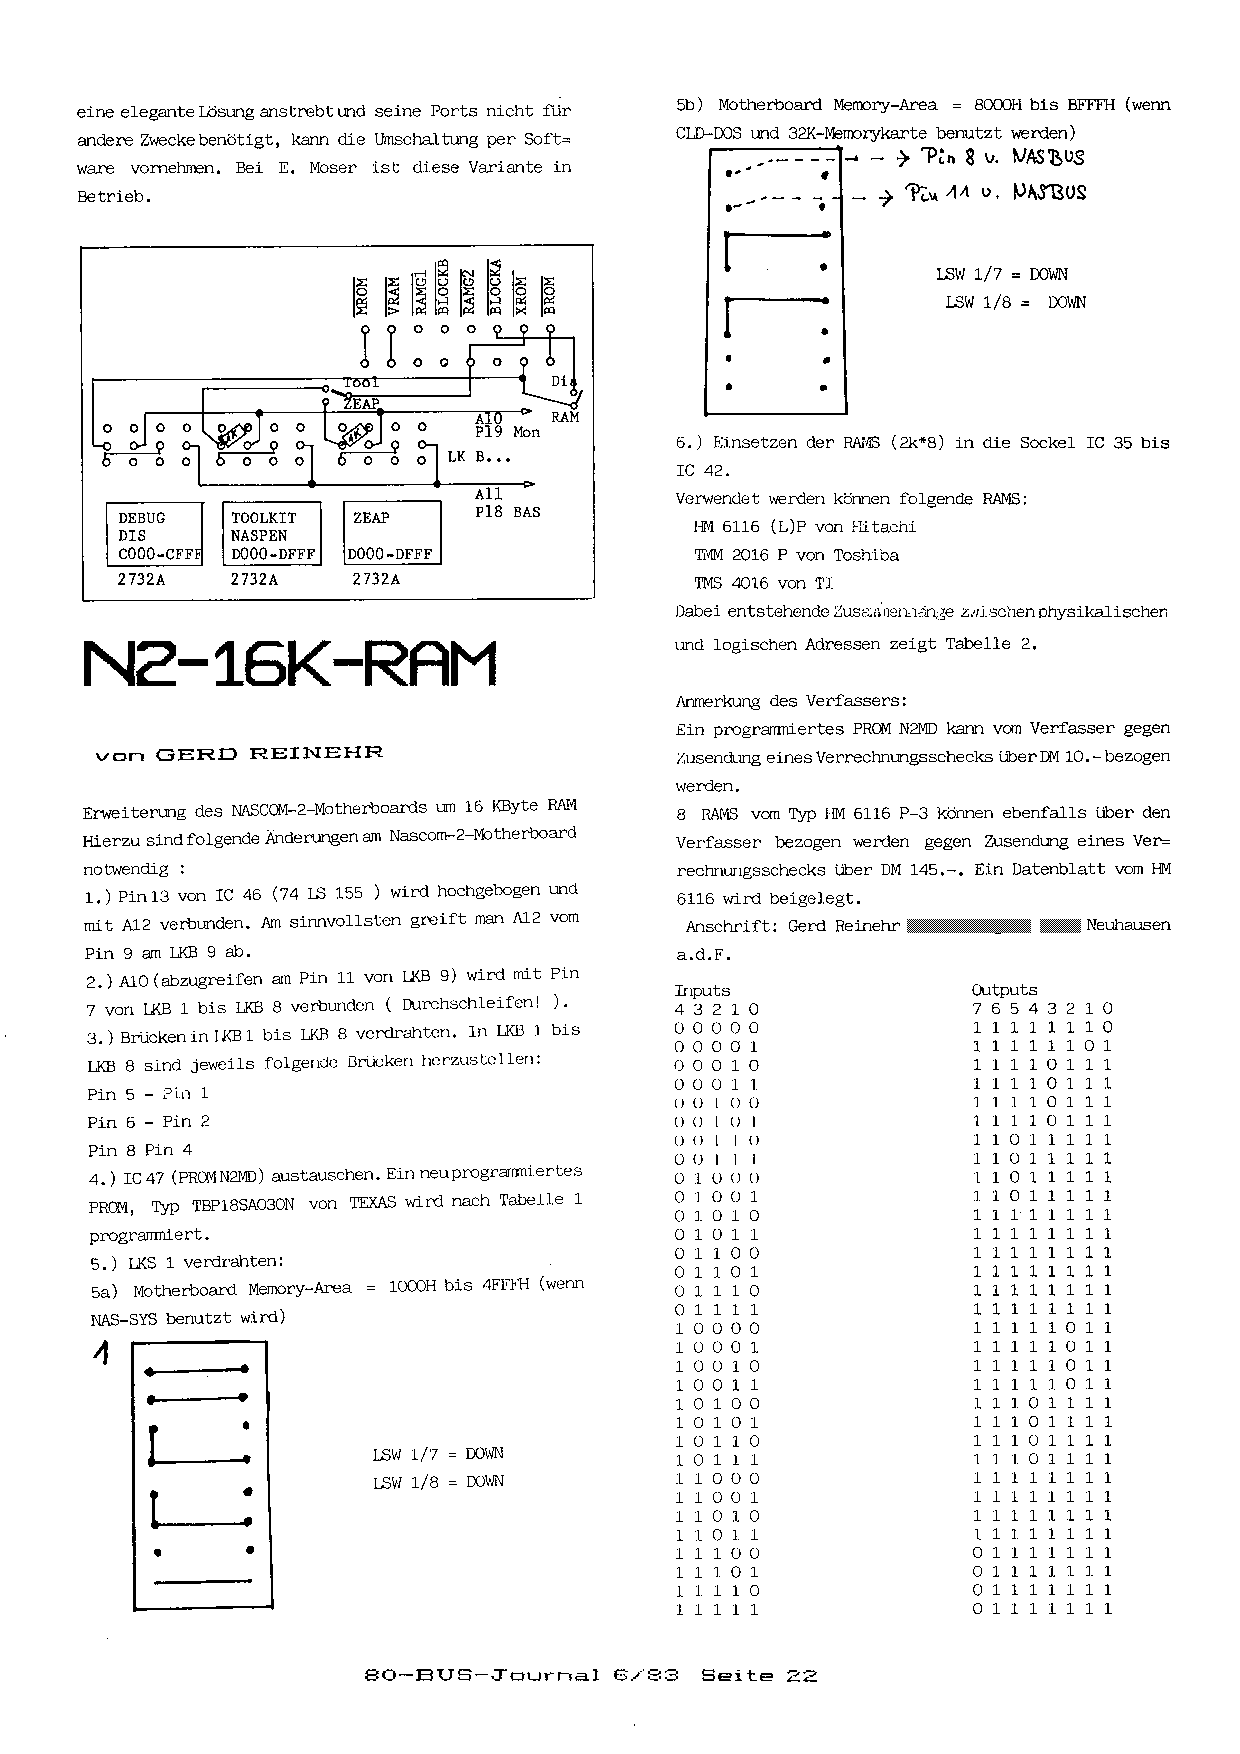 eine elegante Lösung anstrebt und seine Ports nicht für
andere Zwecke benötigt, kann die Umschaltung per Soft=
ware vornehmen. Bei E. Moser ist diese Variante in
Betrieb.
MROM VRAM RAMG1 BLOCKB RAMG2 BLOCKA XROM BROM
Tool Di
ZEAP
A10 RAM
P19 Mon
4K 4K
LK B...
A11
P18 BAS
DEBUG TOOLKIT ZEAP
DIS NASPEN
C000-CFFF D000-DFFF D000-DFFF
2732A 2732A 2732A
N2-16K-RAM
von GERD REINEHR
Erweiterung des NASCOM-2-Motherboards um 16 KByte RAM
Hierzu sind folgende Änderungen am Nascom-2-Motherboard
notwendig :
1.) Pin 13 von IC 46 (74 LS 155 ) wird hochgebogen und
mit A12 verbunden. Am sinnvollsten greift man A12 vom
Pin 9 am LKB 9 ab.
2.) A10 (abzugreifen am Pin 11 von LKB 9) wird mit Pin
7 von LKB 1 bis LKB 8 verbunden ( Durchschleifen! ).
3.) Brücken in LKB 1 bis LKB 8 verdrahten. In LKB 1 bis
LKB 8 sind jeweils folgende Brücken herzustellen:
Pin 5 - Pin 1
Pin 6 - Pin 2
Pin 8 Pin 4
4.) IC 47 (PROM N2MD) austauschen. Ein neu programmiertes
PROM, Typ TBP18SA030N von TEXAS wird nach Tabelle 1
programmiert.
5.) LKS 1 verdrahten:
5a) Motherboard Memory-Area = 1000H bis 4FFFH (wenn
NAS-SYS benutzt wird)
1
LSW 1/7 = DOWN
LSW 1/8 = DOWN
5b) Motherboard Memory-Area = 8000H bis BFFFH (wenn
CLD-DOS und 32K-Memorykarte benutzt werden)
Pin 8 v. NASBUS
Pin 11 v. NASBUS
LSW 1/7 = DOWN
LSW 1/8 = DOWN
6.) Einsetzen der RAMS (2k*8) in die Sockel IC 35 bis
IC 42.
Verwendet werden können folgende RAMS:
HM 6116 (L)P von Hitachi
TMM 2016 P von Toshiba
TMS 4016 von TI
Dabei entstehende Zusammenhänge zwischen physikalischen
und logischen Adressen zeigt Tabelle 2.
Anmerkung des Verfassers:
Ein programmiertes PROM N2MD kann vom Verfasser gegen
Zusendung eines Verrechnungsschecks über DM 10.- bezogen
werden.
8 RAMS vom Typ HM 6116 P-3 können ebenfalls über den
Verfasser bezogen werden gegen Zusendung eines Ver=
rechnungsschecks über DM 145.-. Ein Datenblatt vom HM
6116 wird beigelegt.
Anschrift: Gerd Reinehr Neuhausen
a.d.F.
Inputs Outputs
4 3 2 1 0 7 6 5 4 3 2 1 0
0 0 0 0 0 1 1 1 1 1 1 1 0
0 0 0 0 1 1 1 1 1 1 1 0 1
0 0 0 1 0 1 1 1 1 0 1 1 1
0 0 0 1 1 1 1 1 1 0 1 1 1
0 0 1 0 0 1 1 1 1 0 1 1 1
0 0 1 0 1 1 1 1 1 0 1 1 1
0 0 1 1 0 1 1 0 1 1 1 1 1
0 0 1 1 1 1 1 0 1 1 1 1 1
0 1 0 0 0 1 1 0 1 1 1 1 1
0 1 0 0 1 1 1 0 1 1 1 1 1
0 1 0 1 0 1 1 1 1 1 1 1 1
0 1 0 1 1 1 1 1 1 1 1 1 1
0 1 1 0 0 1 1 1 1 1 1 1 1
0 1 1 0 1 1 1 1 1 1 1 1 1
0 1 1 1 0 1 1 1 1 1 1 1 1
0 1 1 1 1 1 1 1 1 1 1 1 1
1 0 0 0 0 1 1 1 1 1 0 1 1
1 0 0 0 1 1 1 1 1 1 0 1 1
1 0 0 1 0 1 1 1 1 1 0 1 1
1 0 0 1 1 1 1 1 1 1 0 1 1
1 0 1 0 0 1 1 1 0 1 1 1 1
1 0 1 0 1 1 1 1 0 1 1 1 1
1 0 1 1 0 1 1 1 0 1 1 1 1
1 0 1 1 1 1 1 1 0 1 1 1 1
1 1 0 0 0 1 1 1 1 1 1 1 1
1 1 0 0 1 1 1 1 1 1 1 1 1
1 1 0 1 0 1 1 1 1 1 1 1 1
1 1 0 1 1 1 1 1 1 1 1 1 1
1 1 1 0 0 0 1 1 1 1 1 1 1
1 1 1 0 1 0 1 1 1 1 1 1 1
1 1 1 1 0 0 1 1 1 1 1 1 1
1 1 1 1 1 0 1 1 1 1 1 1 1
80-BUS-Journal 6/83 Seite 22